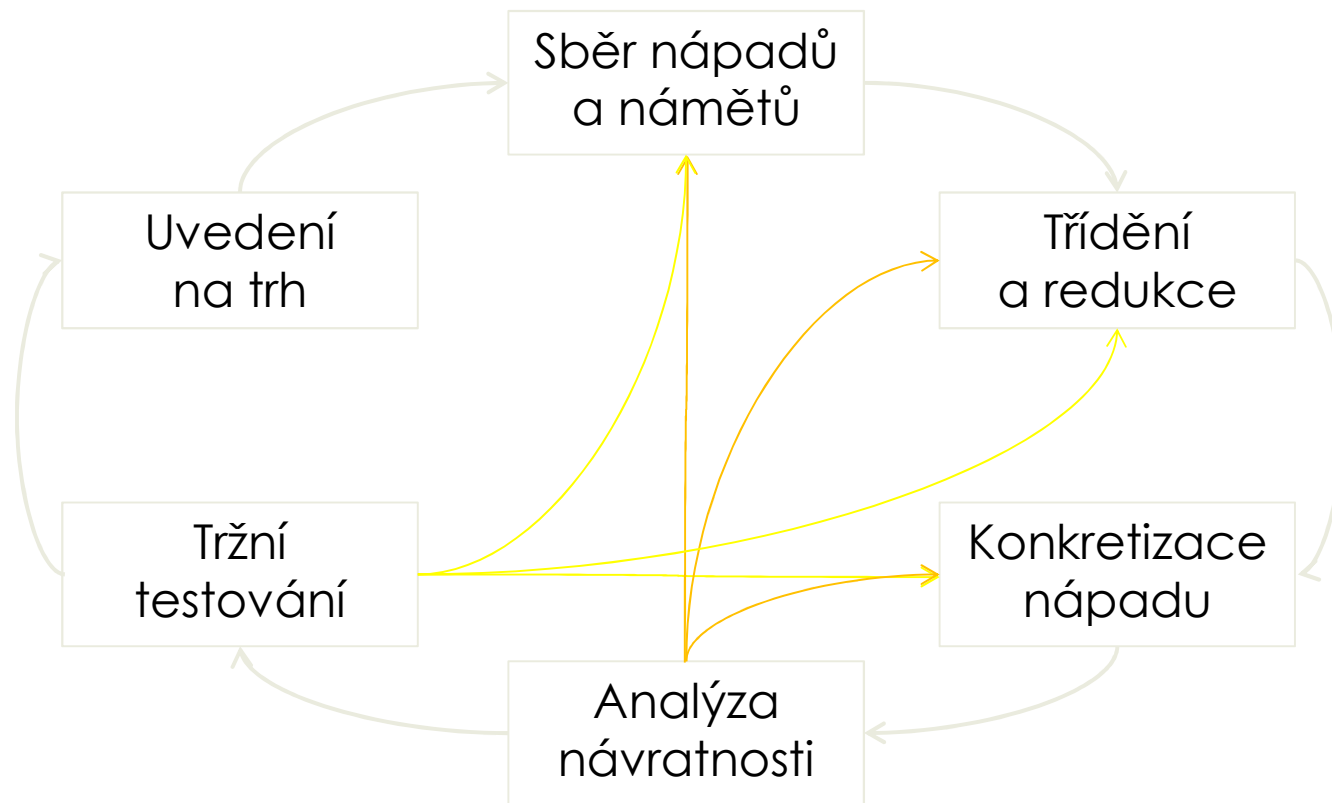 Sběr nápadů
a námětů
Uvedení
na trh
Třídění
a redukce
Tržní
testování
Konkretizace
nápadu
Analýza
návratnosti